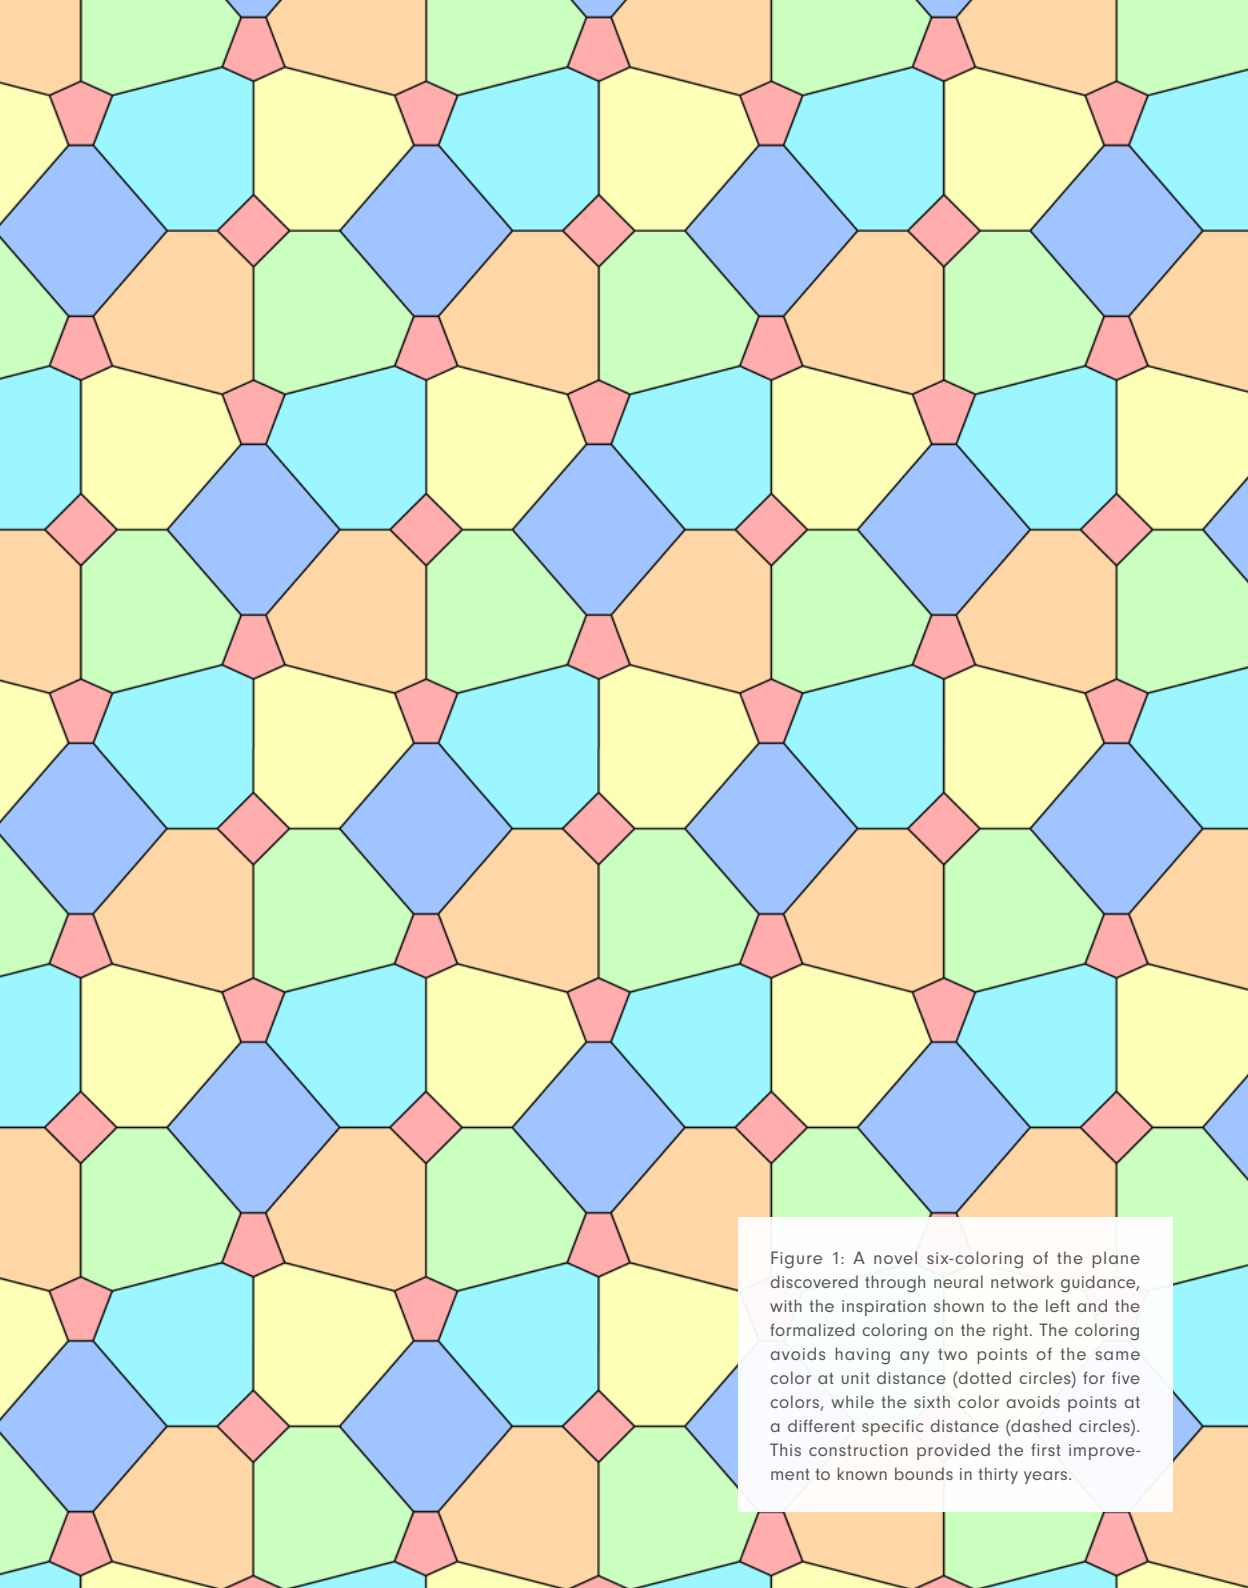 Figure 1: A novel six-coloring of the plane
discovered through neural network guidance,
with the inspiration shown to the left and the
formalized coloring on the right. The coloring
avoids having any two points of the same
color at unit distance (dotted circles) for five
colors, while the sixth color avoids points at
a different specific distance (dashed circles).
This construction provided the first improve-
ment to known bounds in thirty years.